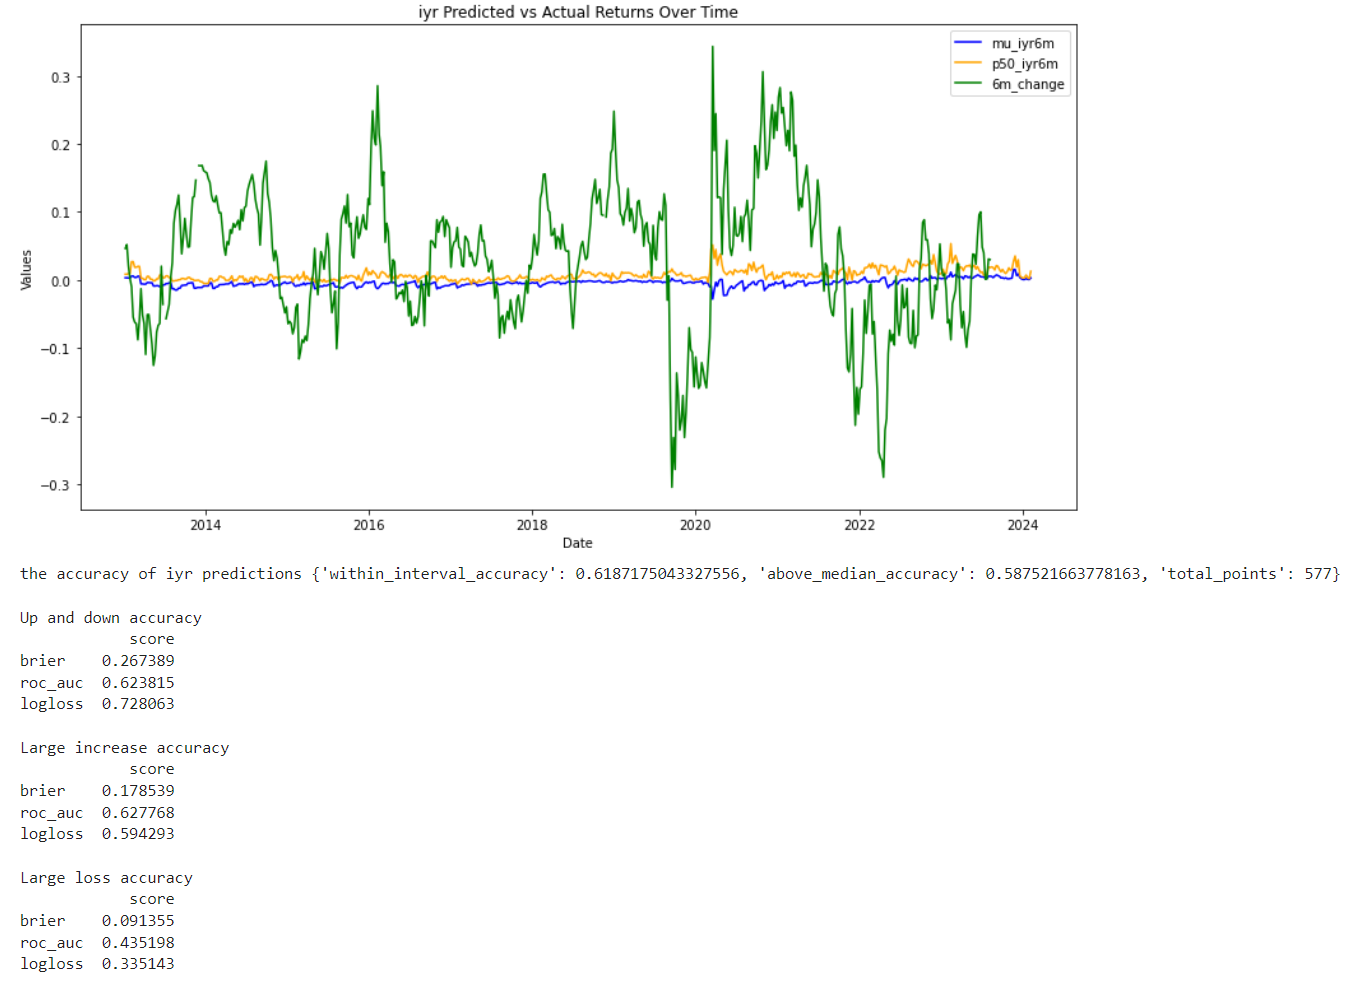 iyr Predicted vs Actual Returns Over Time
mu_iyr6m
p50_iyr6m
6m_change
0.3
0.2
0.1
0.0
−0.1
−0.2
−0.3
Values
2014 2016 2018 2020 2022 2024
Date
the accuracy of iyr predictions {'within_interval_accuracy': 0.6187175043327556, 'above_median_accuracy': 0.587521663778163, 'total_points': 577}
Up and down accuracy
score
brier 0.267389
roc_auc 0.623815
logloss 0.728063
Large increase accuracy
score
brier 0.178539
roc_auc 0.627768
logloss 0.594293
Large loss accuracy
score
brier 0.091355
roc_auc 0.435198
logloss 0.335143